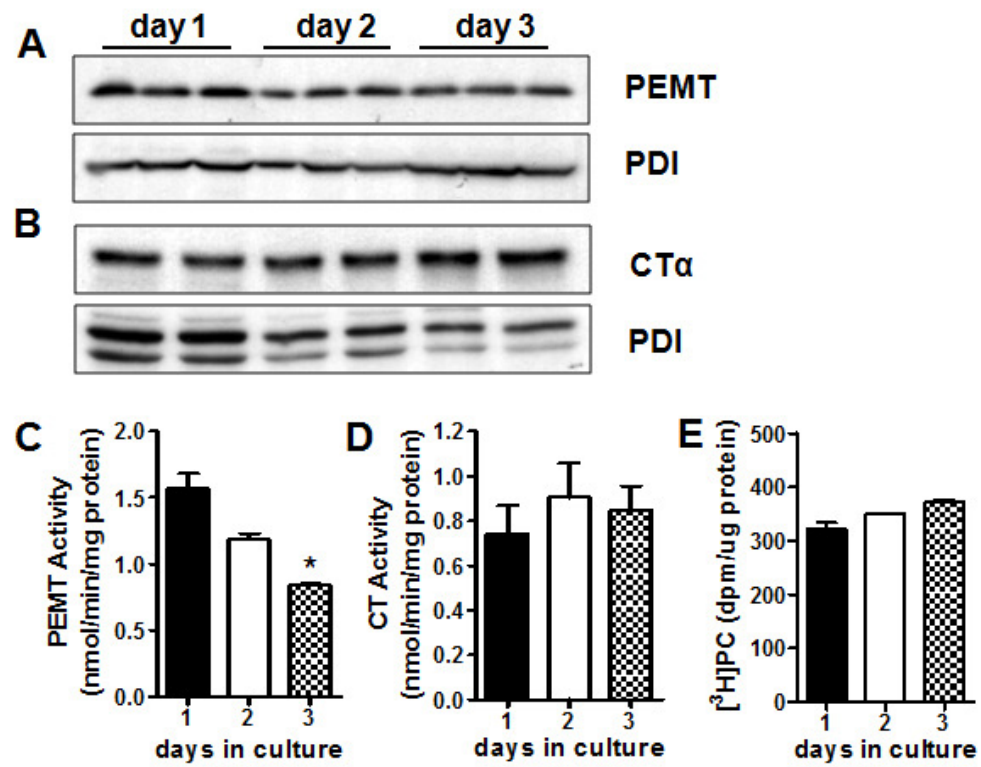 A day 1 day 2 day 3
PEMT
PDI
B
CTα
PDI
C
PEMT Activity
(nmol/min/mg protein)
2.0
1.5
1.0
0.5
0.0
*
1 2 3
days in culture
D
CT Activity
(nmol/min/mg protein)
1.2
1.0
0.8
0.6
0.4
0.2
0.0
1 2 3
days in culture
E
[³H]PC (dpm/ug protein)
500
400
300
200
100
0
1 2 3
days in culture